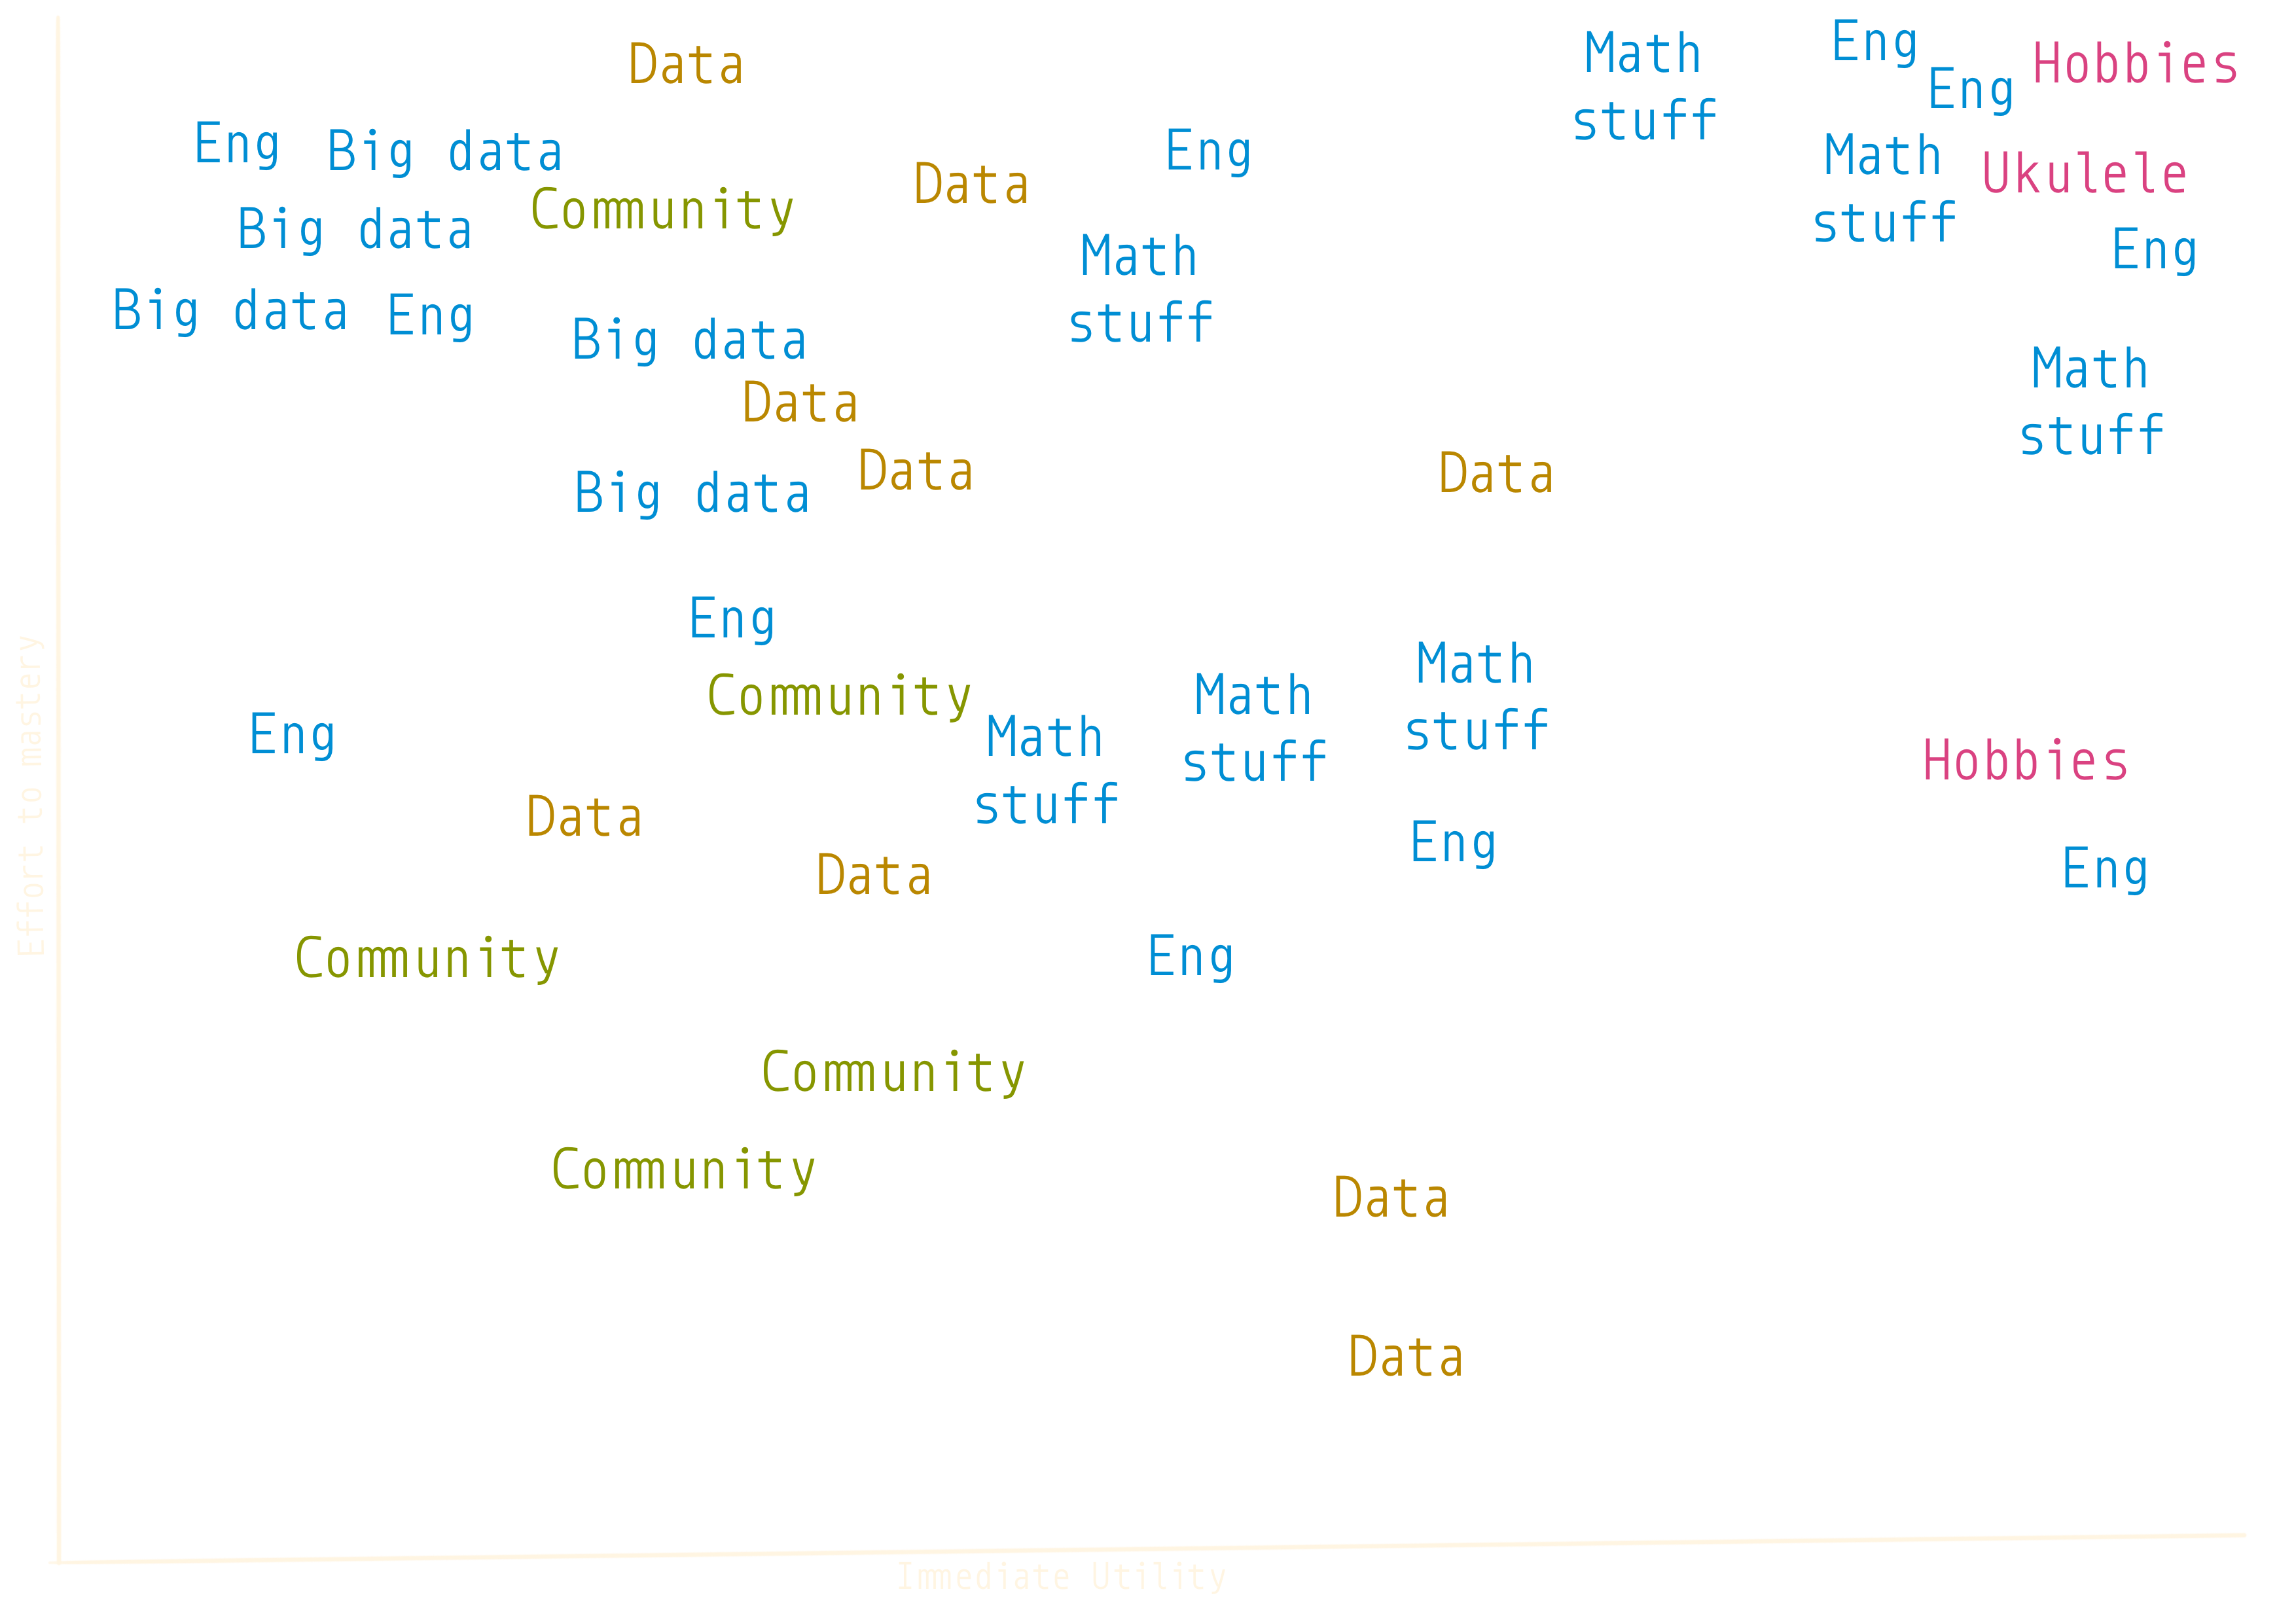 Eng
Math
stuff
Data
Eng
Hobbies
Eng
Big data
Eng
Math
stuff
Ukulele
Data
Community
Big data
Eng
Math
stuff
Big data
Eng
Big data
Math
stuff
Data
Data
Data
Big data
Eng
Math
stuff
Community
Math
stuff
Eng
Math
stuff
Hobbies
Data
Eng
Data
Eng
Community
Eng
Community
Community
Data
Data
Effort to mastery
Immediate Utility